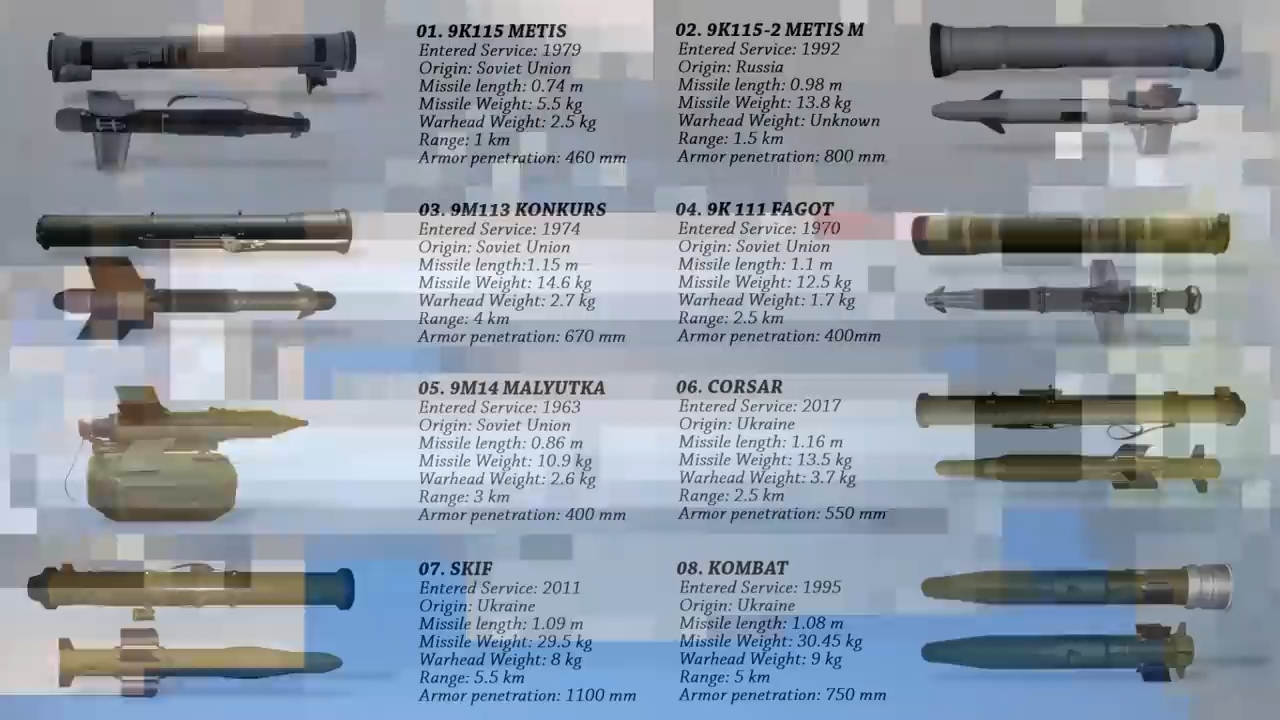 01. 9K115 METIS
Entered Service: 1979
Origin: Soviet Union
Missile length: 0.74 m
Missile Weight: 5.5 kg
Warhead Weight: 2.5 kg
Range: 1 km
Armor penetration: 460 mm
02. 9K115-2 METIS M
Entered Service: 1992
Origin: Russia
Missile length: 0.98 m
Missile Weight: 13.8 kg
Warhead Weight: Unknown
Range: 1.5 km
Armor penetration: 800 mm
03. 9M113 KONKURS
Entered Service: 1974
Origin: Soviet Union
Missile length:1.15 m
Missile Weight: 14.6 kg
Warhead Weight: 2.7 kg
Range: 4 km
Armor penetration: 670 mm
04. 9K 111 FAGOT
Entered Service: 1970
Origin: Soviet Union
Missile length: 1.1 m
Missile Weight: 12.5 kg
Warhead Weight: 1.7 kg
Range: 2.5 km
Armor penetration: 400mm
05. 9M14 MALYUTKA
Entered Service: 1963
Origin: Soviet Union
Missile length: 0.86 m
Missile Weight: 10.9 kg
Warhead Weight: 2.6 kg
Range: 3 km
Armor penetration: 400 mm
06. CORSAR
Entered Service: 2017
Origin: Ukraine
Missile length: 1.16 m
Missile Weight: 13.5 kg
Warhead Weight: 3.7 kg
Range: 2.5 km
Armor penetration: 550 mm
07. SKIF
Entered Service: 2011
Origin: Ukraine
Missile length: 1.09 m
Missile Weight: 29.5 kg
Warhead Weight: 8 kg
Range: 5.5 km
Armor penetration: 1100 mm
08. KOMBAT
Entered Service: 1995
Origin: Ukraine
Missile length: 1.08 m
Missile Weight: 30.45 kg
Warhead Weight: 9 kg
Range: 5 km
Armor penetration: 750 mm